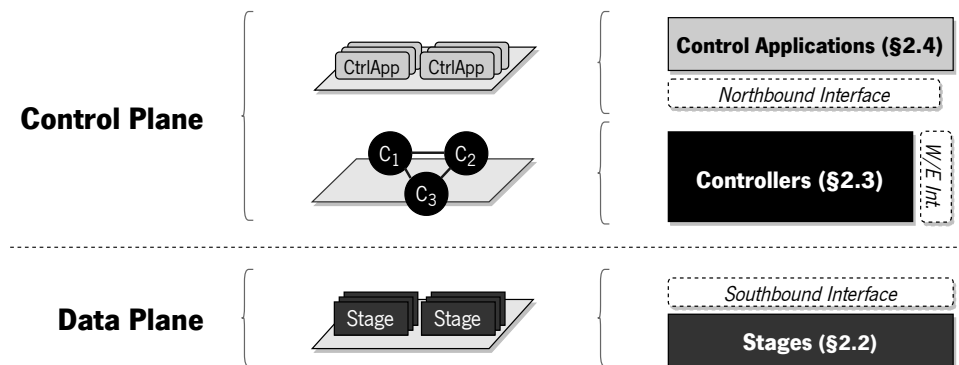 Control Plane
CtrlApp CtrlApp
Control Applications (§2.4)
Northbound Interface
C1 C2
C3
Controllers (§2.3)
W/E Int.
Data Plane
Stage Stage
Southbound Interface
Stages (§2.2)